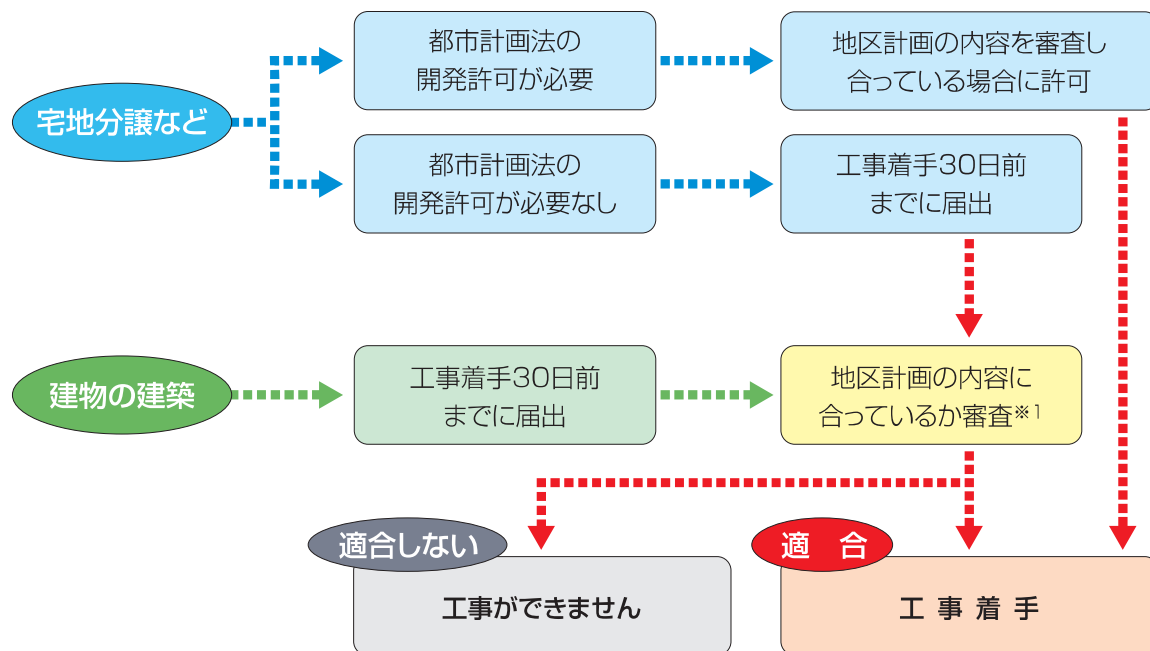 都市計画法の
開発許可が必要
地区計画の内容を審査し
合っている場合に許可
宅地分譲など
都市計画法の
開発許可が必要なし
工事着手30日前
までに届出
建物の建築
工事着手30日前
までに届出
地区計画の内容に
合っているか審査※1
適合しない
工事ができません
適 合
工事着手